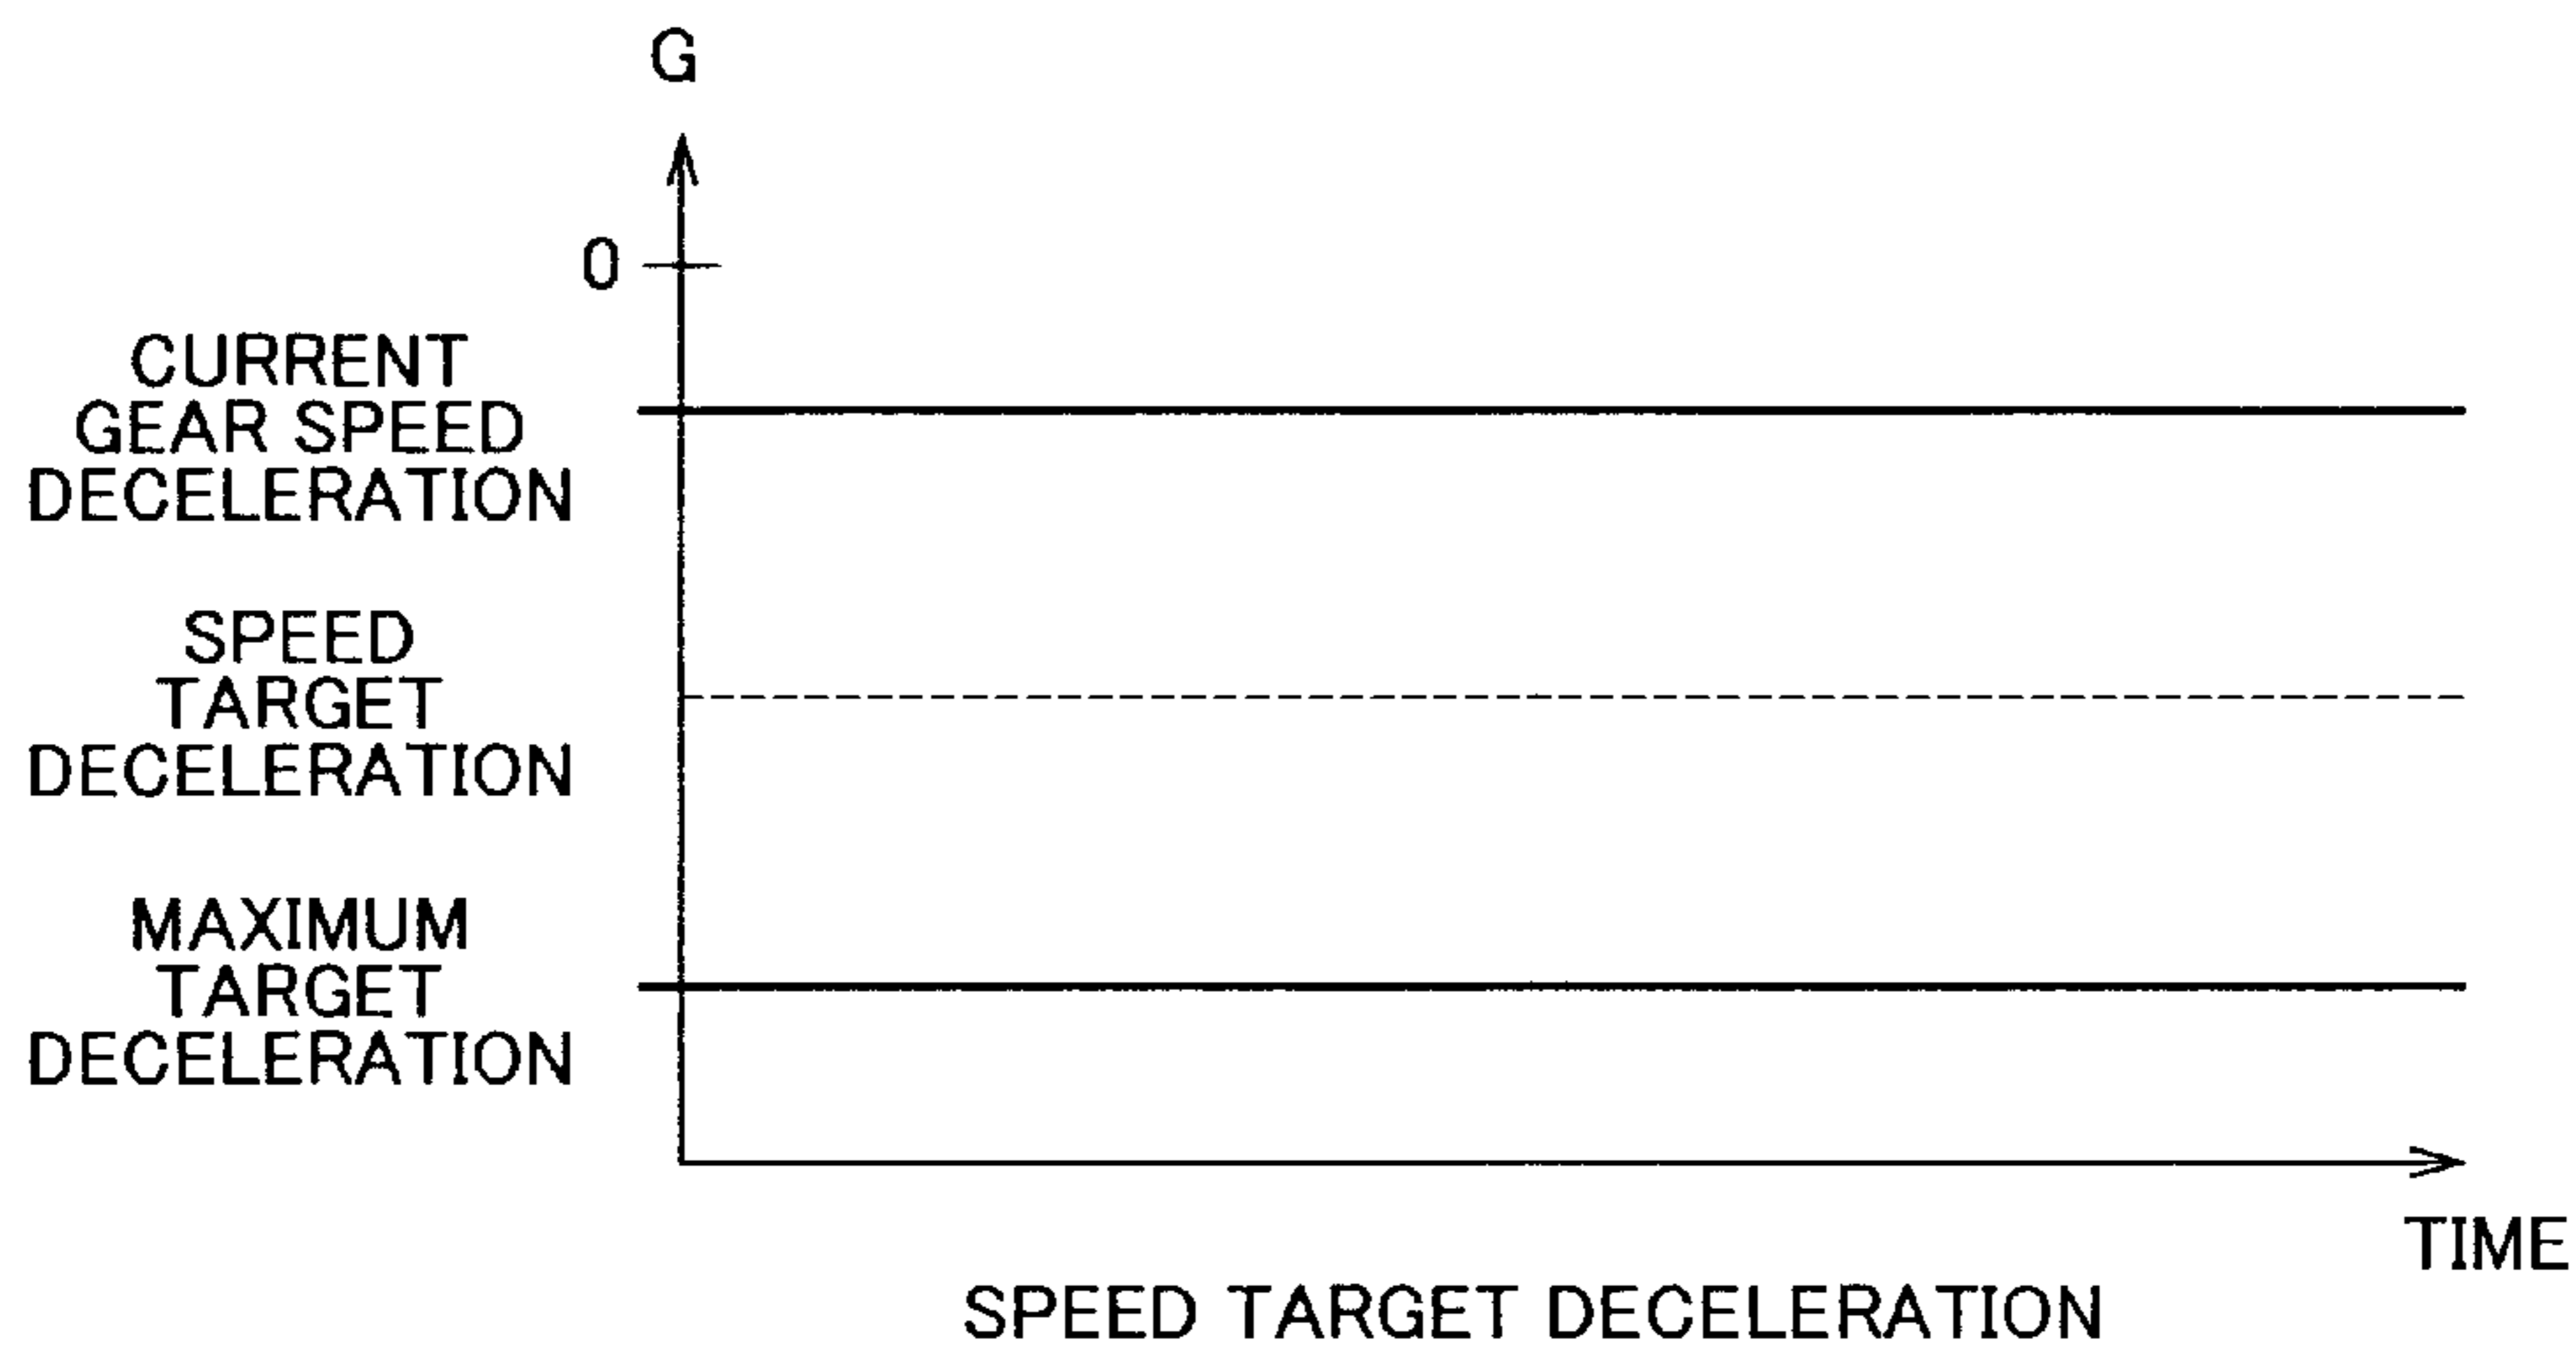 G
0
CURRENT
GEAR SPEED
DECELERATION
SPEED
TARGET
DECELERATION
MAXIMUM
TARGET
DECELERATION
TIME
SPEED TARGET DECELERATION